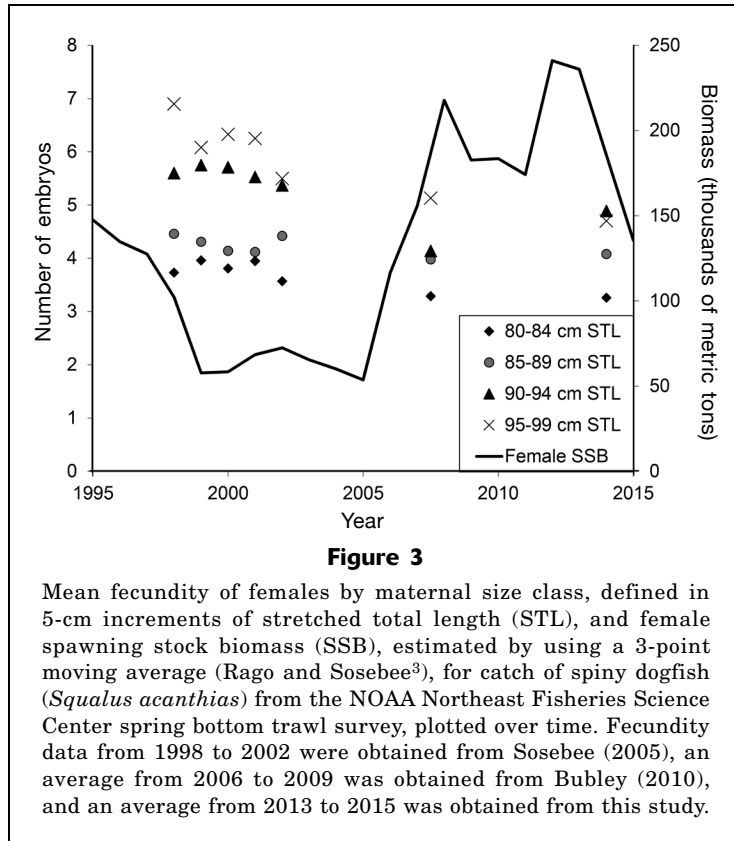 8
7
6
5
4
3
2
1
0
Number of embryos
250
200
150
100
50
0
Biomass (thousands of metric tons)
80-84 cm STL
85-89 cm STL
90-94 cm STL
95-99 cm STL
Female SSB
1995 2000 2005 2010 2015
Year
Figure 3
Mean fecundity of females by maternal size class, defined in
5-cm increments of stretched total length (STL), and female
spawning stock biomass (SSB), estimated by using a 3-point
moving average (Rago and Sosebee³), for catch of spiny dogfish
(Squalus acanthias) from the NOAA Northeast Fisheries Science
Center spring bottom trawl survey, plotted over time. Fecundity
data from 1998 to 2002 were obtained from Sosebee (2005), an
average from 2006 to 2009 was obtained from Bubley (2010),
and an average from 2013 to 2015 was obtained from this study.